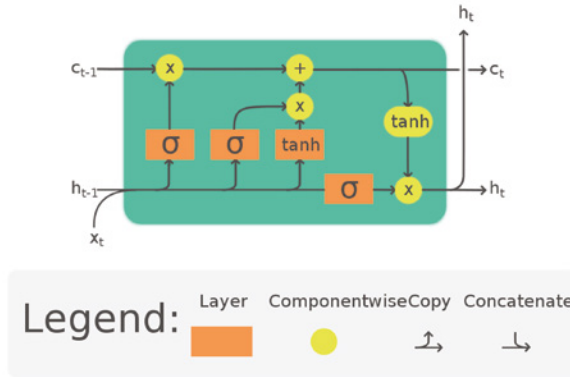 h_t
c_{t-1} x + c_t
x
tanh
σ σ tanh
h_{t-1} σ x h_t
x_t
Legend: Layer Componentwise Copy Concatenate